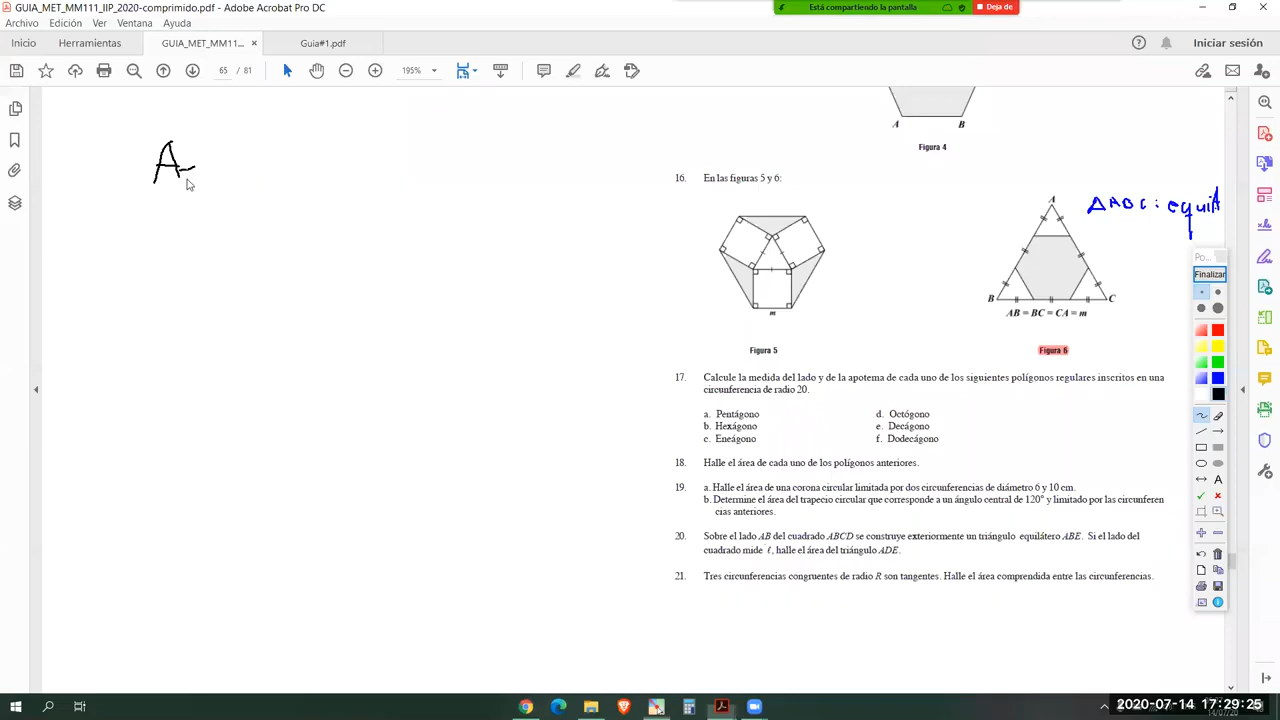 GUIA_MET_MM111_IIP_2020-comprimido.pdf - Adobe Acrobat Pro DC
Está compartiendo la pantalla
Deja de
Archivo Edición Ver Ventana Ayuda
Inicio Herramientas GUIA_MET_MM11... × Guia#1.pdf Iniciar sesión
65 / 81 195%
A
A B
Figura 4
16. En las figuras 5 y 6:
A
ΔABC: equil
m
B C
AB = BC = CA = m
Figura 5 Figura 6
Po...
Finalizar
17. Calcule la medida del lado y de la apotema de cada uno de los siguientes polígonos regulares inscritos en una
circunferencia de radio 20.
a. Pentágono d. Octógono
b. Hexágono e. Decágono
c. Eneágono f. Dodecágono
18. Halle el área de cada uno de los polígonos anteriores.
19. a. Halle el área de una corona circular limitada por dos circunferencias de diámetro 6 y 10 cm.
b. Determine el área del trapecio circular que corresponde a un ángulo central de 120° y limitado por las circunferen
cias anteriores.
20. Sobre el lado AB del cuadrado ABCD se construye exteriormente un triángulo equilátero ABE. Si el lado del
cuadrado mide ℓ, halle el área del triángulo ADE.
21. Tres circunferencias congruentes de radio R son tangentes. Halle el área comprendida entre las circunferencias.
2020-07-14 17:29:25